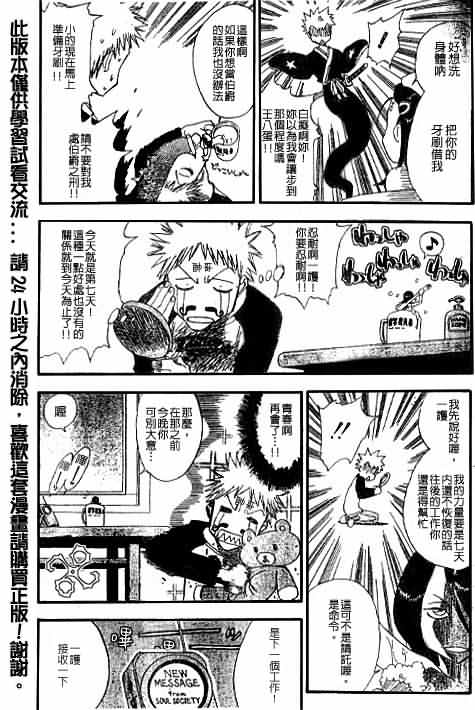 好想洗
身體吶
牙刷借我
白癡啊妳！
妳以為我會讓步到
那個程度嗎
王八蛋！
這樣啊
如果你想當伯爵
的話我也沒辦法
小的現在馬上
準備牙刷！！
請不要對我
處伯爵之刑！！
忍耐啊一護！
你要忍耐啊！！
今天就是第七天！
這種一點好處也沒有的
關係就到今天為止了！！
我先說好喔，
一護
我的力量要是七天
內還不恢復的話
往後的工作你
還是得幫忙
這可不是請託喔，
是命令。
青春啊
再會了…！！
那麼，
在那之前
今晚你
可別大意…
喔
喔
嗶
是下一個工作！
一護
接收一下
NEW
MESSAGE
from
SOUL SOCIETY
此版本僅供學習試看交流… 請24小時之內消除，喜歡這套漫畫請購買正版！謝謝。